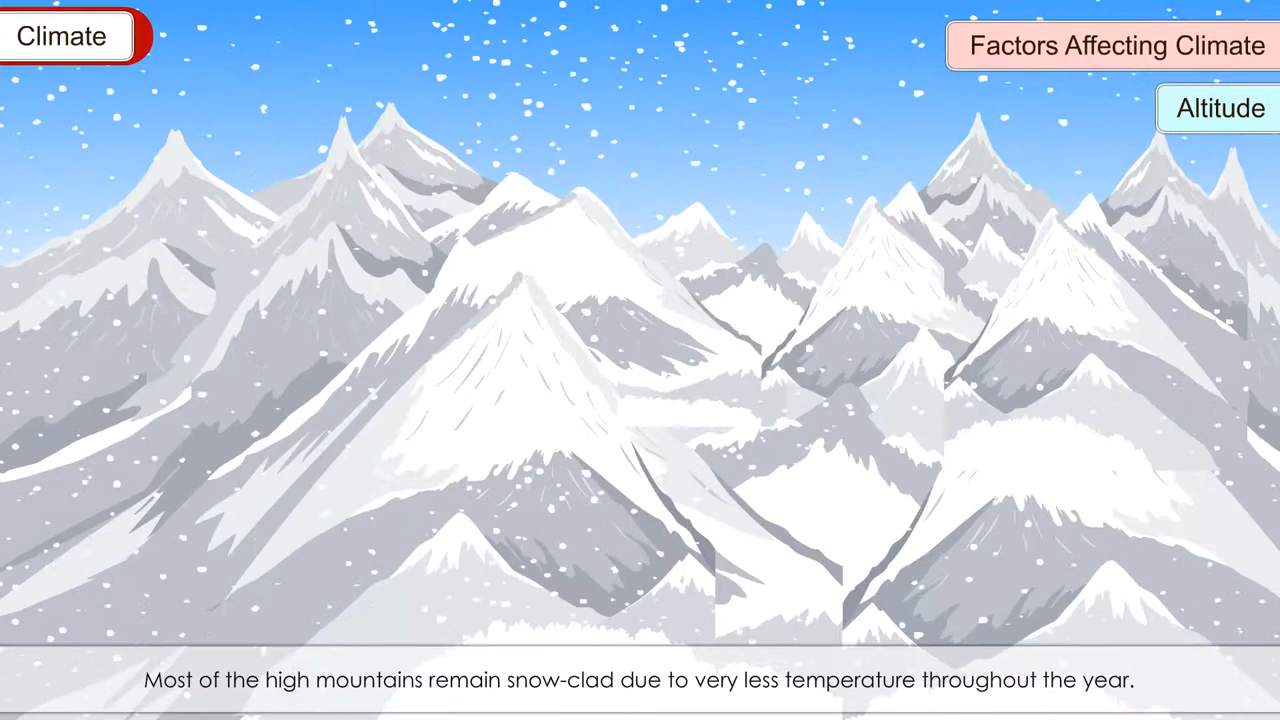 Climate
Factors Affecting Climate
Altitude
Most of the high mountains remain snow-clad due to very less temperature throughout the year.